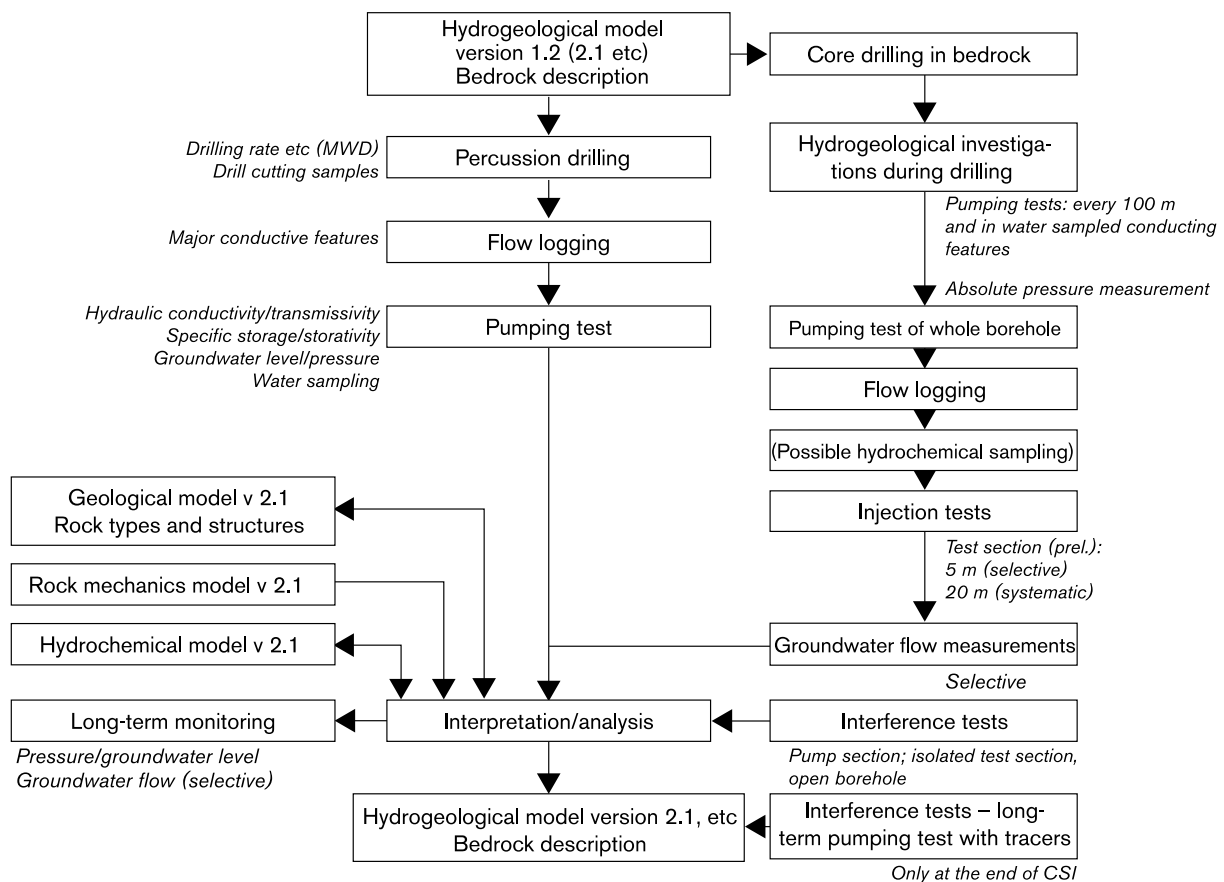 Hydrogeological model
version 1.2 (2.1 etc)
Bedrock description
Core drilling in bedrock
Drilling rate etc (MWD)
Drill cutting samples
Percussion drilling
Hydrogeological investiga-
tions during drilling
Pumping tests: every 100 m
and in water sampled conducting
features
Major conductive features
Flow logging
Absolute pressure measurement
Hydraulic conductivity/transmissivity
Specific storage/storativity
Groundwater level/pressure
Water sampling
Pumping test
Pumping test of whole borehole
Flow logging
(Possible hydrochemical sampling)
Injection tests
Test section (prel.):
5 m (selective)
20 m (systematic)
Geological model v 2.1
Rock types and structures
Rock mechanics model v 2.1
Hydrochemical model v 2.1
Groundwater flow measurements
Selective
Long-term monitoring
Pressure/groundwater level
Groundwater flow (selective)
Interpretation/analysis
Interference tests
Pump section; isolated test section,
open borehole
Hydrogeological model version 2.1, etc
Bedrock description
Interference tests – long-
term pumping test with tracers
Only at the end of CSI